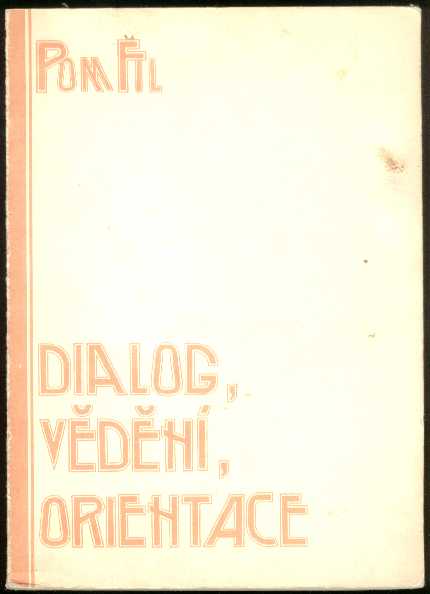 POM FIL
DIALOG,
VĚDĚNÍ,
ORIENTACE